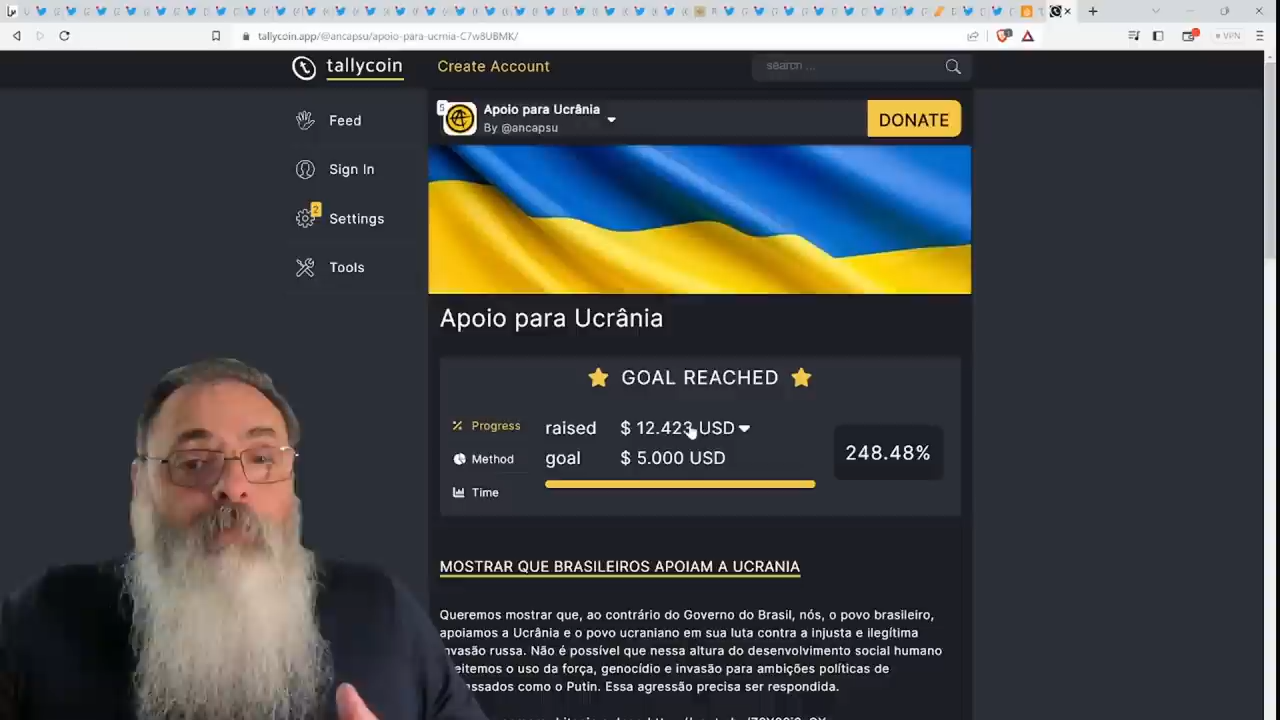 tallycoin.app/@ancapsu/apoio-para-ucrnia-C7w8UBMK/
VPN
tallycoin
Create Account
search ...
Feed
Sign In
2
Settings
Tools
5
Apoio para Ucrânia
By @ancapsu
DONATE
Apoio para Ucrânia
GOAL REACHED
Progress
raised $ 12.423 USD
Method
goal $ 5.000 USD
248.48%
Time
MOSTRAR QUE BRASILEIROS APOIAM A UCRANIA
Queremos mostrar que, ao contrário do Governo do Brasil, nós, o povo brasileiro,
apoiamos a Ucrânia e o povo ucraniano em sua luta contra a injusta e ilegítima
invasão russa. Não é possível que nessa altura do desenvolvimento social humano
o uso da força, genocídio e invasão para ambições políticas de
como o Putin. Essa agressão precisa ser respondida.